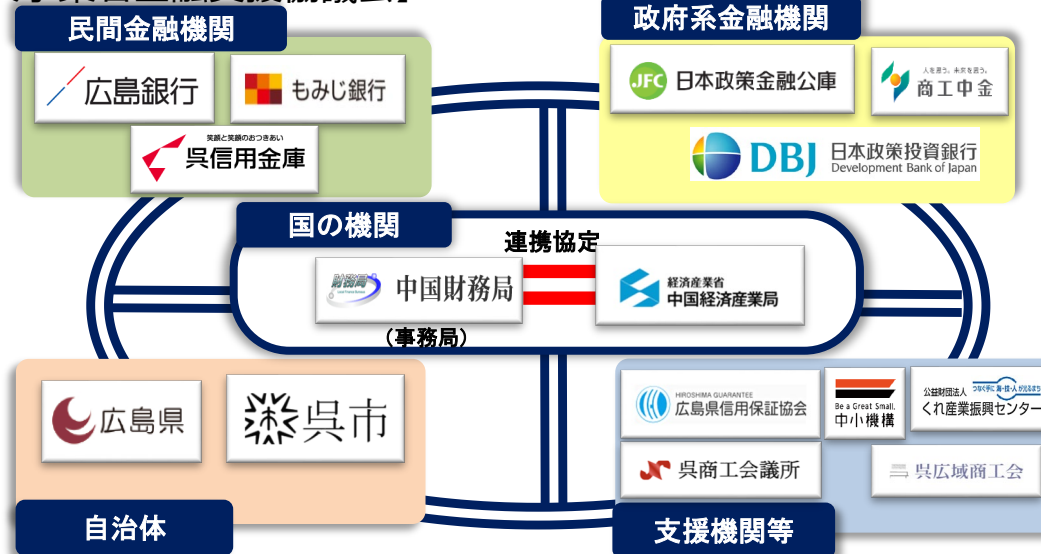 民間金融機関
広島銀行
もみじ銀行
笑顔と笑顔のおつきあい
呉信用金庫
政府系金融機関
JFC 日本政策金融公庫
人を思う。未来を思う。
商工中金
DBJ 日本政策投資銀行
Development Bank of Japan
国の機関
連携協定
財務局
中国財務局
(事務局)
経済産業省
中国経済産業局
広島県
呉市
自治体
HIROSHIMA GUARANTEE
広島県信用保証協会
Be a Great Small.
中小機構
公益財団法人
くれ産業振興センター
呉商工会議所
呉広域商工会
支援機関等